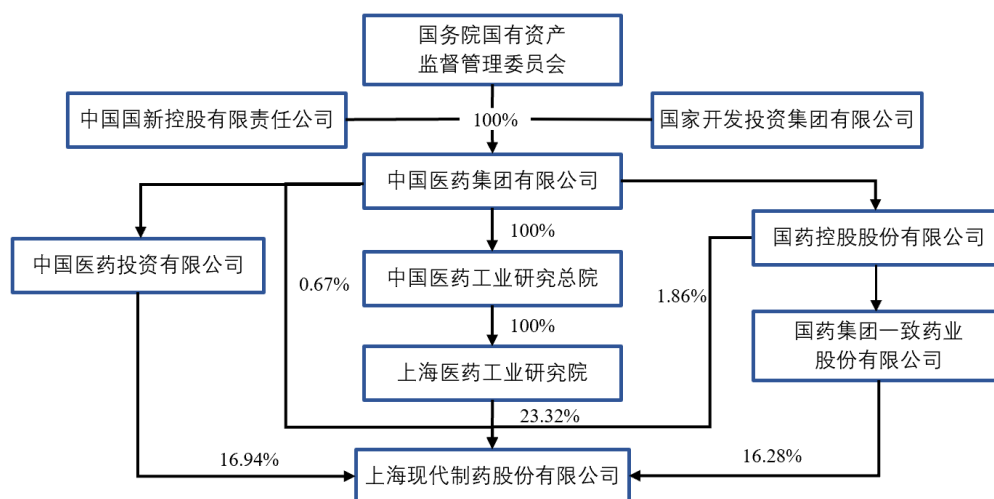 国务院国有资产
监督管理委员会
中国国新控股有限责任公司
100%
国家开发投资集团有限公司
中国医药集团有限公司
100%
国药控股股份有限公司
中国医药投资有限公司
0.67%
中国医药工业研究总院
1.86%
100%
国药集团一致药业
股份有限公司
上海医药工业研究院
23.32%
16.94%
上海现代制药股份有限公司
16.28%